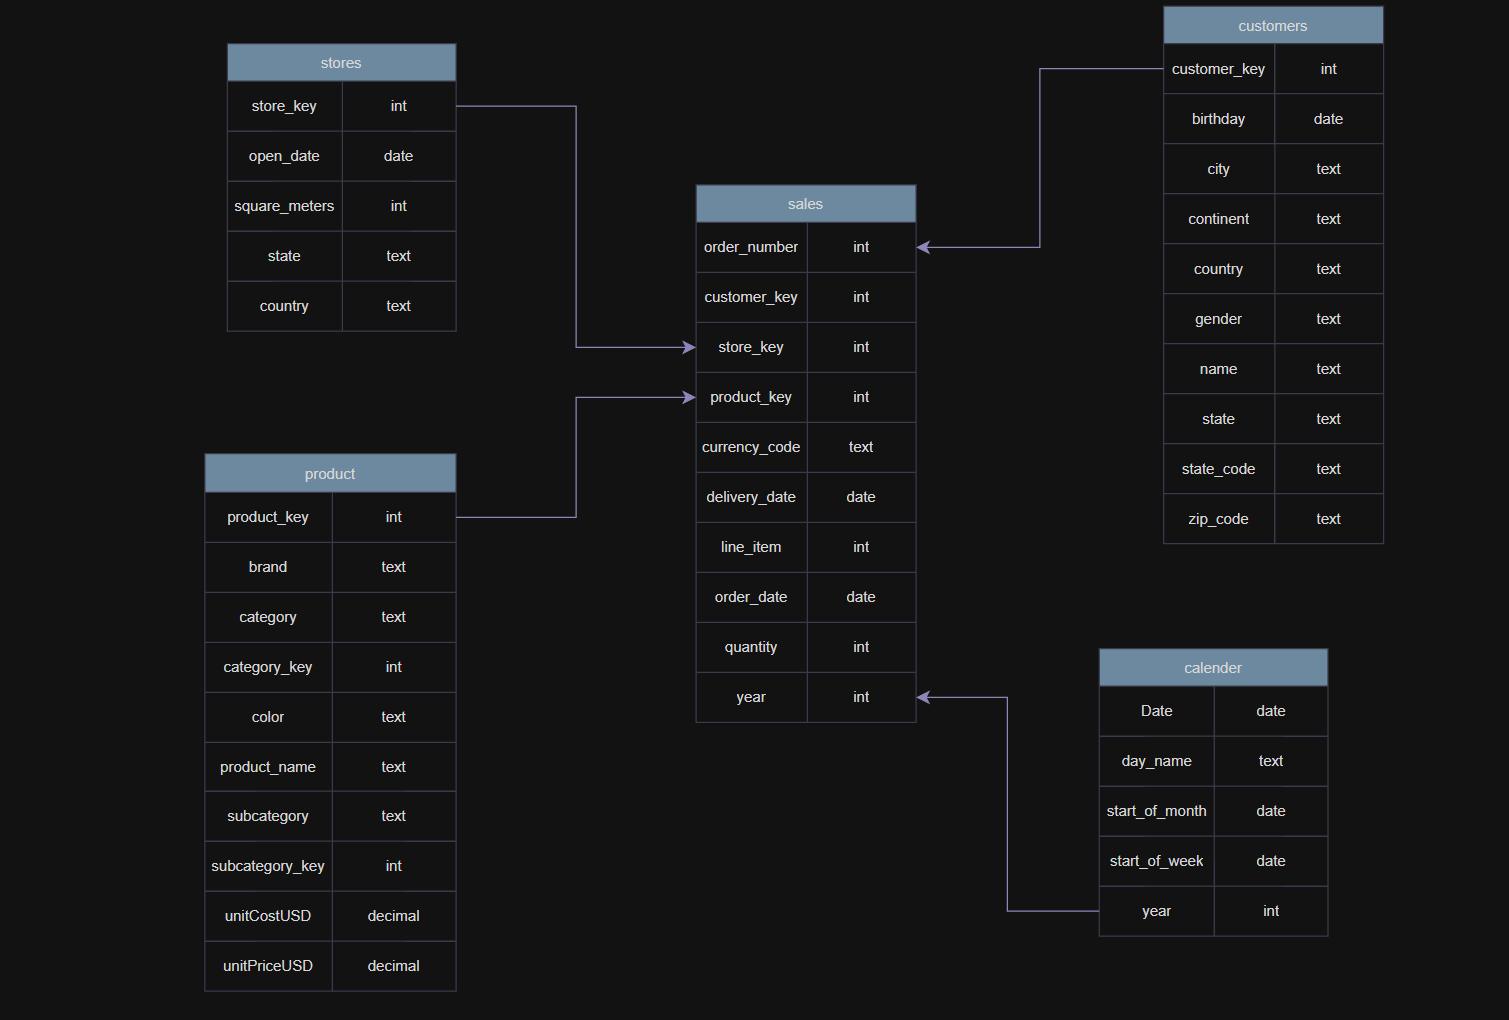 stores
store_key int
open_date date
square_meters int
state text
country text
product
product_key int
brand text
category text
category_key int
color text
product_name text
subcategory text
subcategory_key int
unitCostUSD decimal
unitPriceUSD decimal
sales
order_number int
customer_key int
store_key int
product_key int
currency_code text
delivery_date date
line_item int
order_date date
quantity int
year int
customers
customer_key int
birthday date
city text
continent text
country text
gender text
name text
state text
state_code text
zip_code text
calender
Date date
day_name text
start_of_month date
start_of_week date
year int